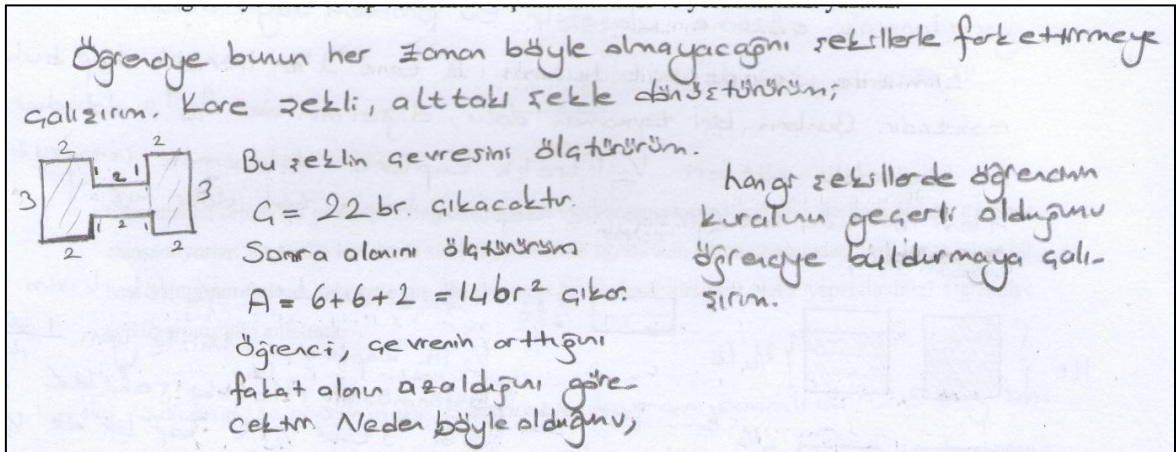 Öğrenciye bunun her zaman böyle olmayacağını şekillerle fark ettirmeye
çalışırım. Kare şekli, alttaki şekle dönüştürürüm;
2 2
1 2 1
3 3
1 2 1
2 2
Bu şeklin çevresini ölçtürürüm.
Ç = 22 br çıkacaktır.
Sonra alanını ölçtürürüm
A = 6+6+2 = 14 br² çıkar.
Öğrenci, çevrenin arttığını
fakat alanın azaldığını göre-
cektir. Neden böyle olduğunu,
hangi şekillerde öğrencinin
kuralının geçerli olduğunu
öğrenciye buldurmaya çalı-
şırım.